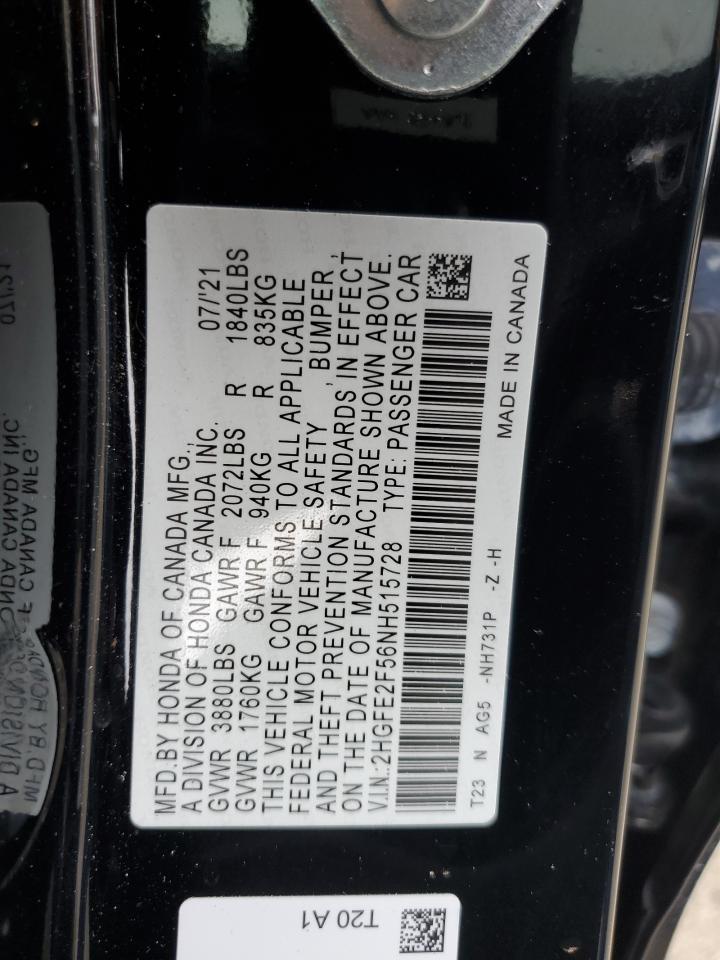 MFD.BY HONDA OF CANADA MFG.,
A DIVISION OF HONDA CANADA INC. 07/'21
GVWR 3880LBS GAWR F 2072LBS R 1840LBS
GVWR 1760KG GAWR F 940KG R 835KG
THIS VEHICLE CONFORMS TO ALL APPLICABLE
FEDERAL MOTOR VEHICLE SAFETY, BUMPER,
AND THEFT PREVENTION STANDARDS IN EFFECT
ON THE DATE OF MANUFACTURE SHOWN ABOVE.
V.I.N.:2HGFE2F56NH515728 TYPE: PASSENGER CAR
T23 N AG5 -NH731P -Z -H MADE IN CANADA
T20 A1